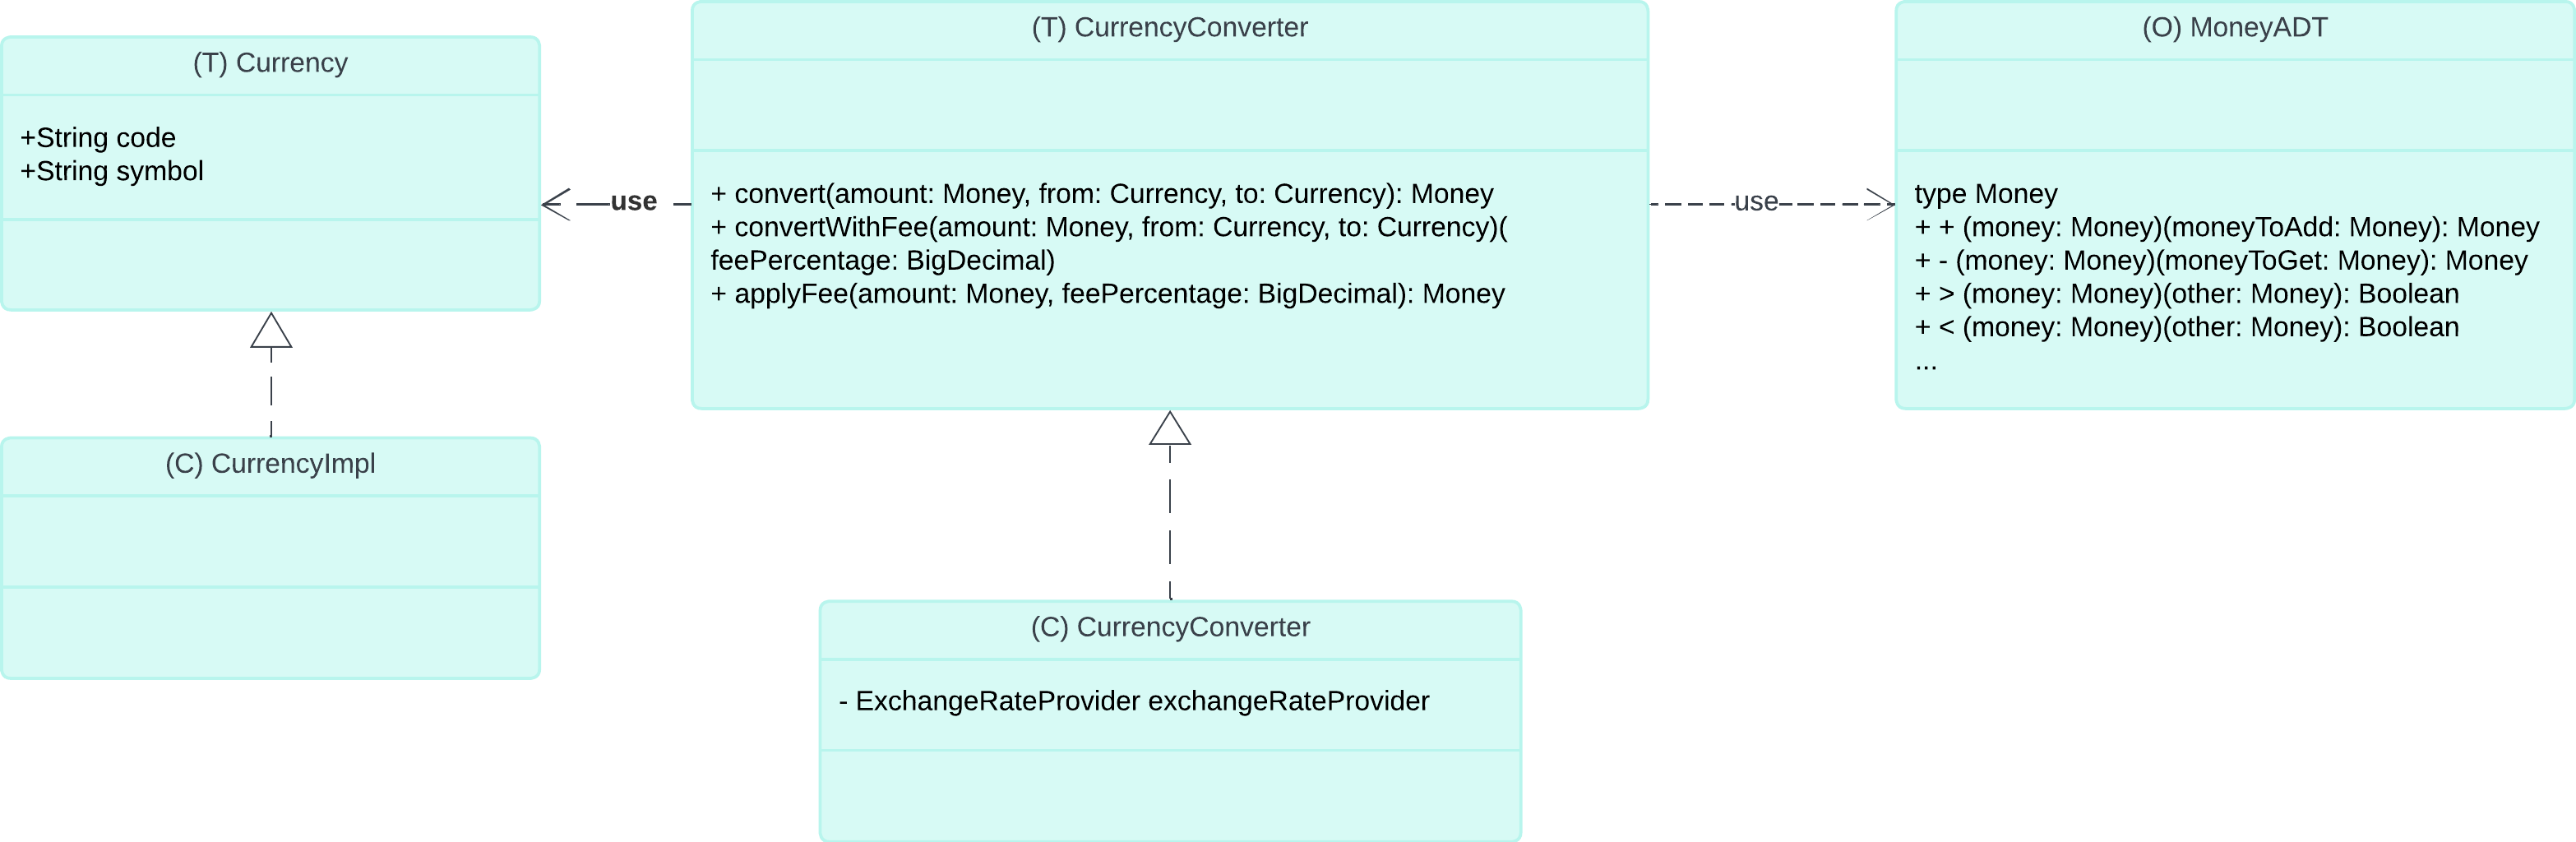 (T) Currency
+String code
+String symbol
use
(T) CurrencyConverter
+ convert(amount: Money, from: Currency, to: Currency): Money
+ convertWithFee(amount: Money, from: Currency, to: Currency)(
feePercentage: BigDecimal)
+ applyFee(amount: Money, feePercentage: BigDecimal): Money
use
(O) MoneyADT
type Money
+ + (money: Money)(moneyToAdd: Money): Money
+ - (money: Money)(moneyToGet: Money): Money
+ > (money: Money)(other: Money): Boolean
+ < (money: Money)(other: Money): Boolean
...
(C) CurrencyImpl
(C) CurrencyConverter
- ExchangeRateProvider exchangeRateProvider